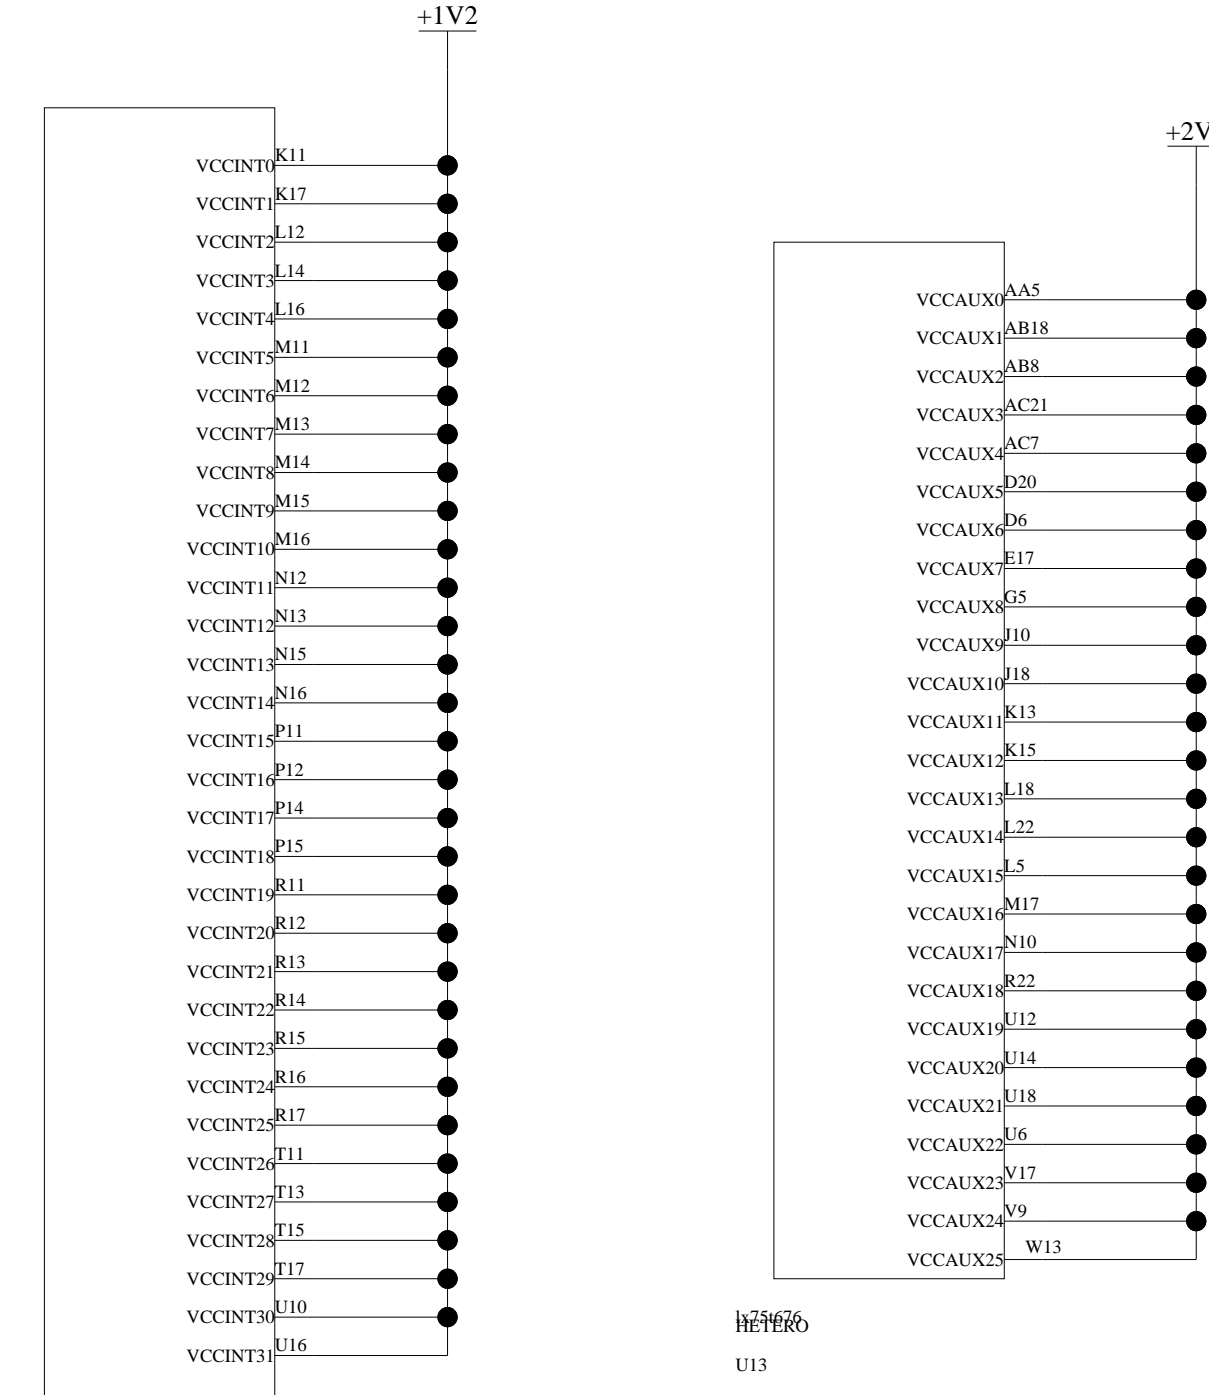 +1V2
VCCINT0 K11
VCCINT1 K17
VCCINT2 L12
VCCINT3 L14
VCCINT4 L16
VCCINT5 M11
VCCINT6 M12
VCCINT7 M13
VCCINT8 M14
VCCINT9 M15
VCCINT10 M16
VCCINT11 N12
VCCINT12 N13
VCCINT13 N15
VCCINT14 N16
VCCINT15 P11
VCCINT16 P12
VCCINT17 P14
VCCINT18 P15
VCCINT19 R11
VCCINT20 R12
VCCINT21 R13
VCCINT22 R14
VCCINT23 R15
VCCINT24 R16
VCCINT25 R17
VCCINT26 T11
VCCINT27 T13
VCCINT28 T15
VCCINT29 T17
VCCINT30 U10
VCCINT31 U16
+2V
VCCAUX0 AA5
VCCAUX1 AB18
VCCAUX2 AB8
VCCAUX3 AC21
VCCAUX4 AC7
VCCAUX5 D20
VCCAUX6 D6
VCCAUX7 E17
VCCAUX8 G5
VCCAUX9 J10
VCCAUX10 J18
VCCAUX11 K13
VCCAUX12 K15
VCCAUX13 L18
VCCAUX14 L22
VCCAUX15 L5
VCCAUX16 M17
VCCAUX17 N10
VCCAUX18 R22
VCCAUX19 U12
VCCAUX20 U14
VCCAUX21 U18
VCCAUX22 U6
VCCAUX23 V17
VCCAUX24 V9
VCCAUX25 W13
lx75t676
HETERO
U13